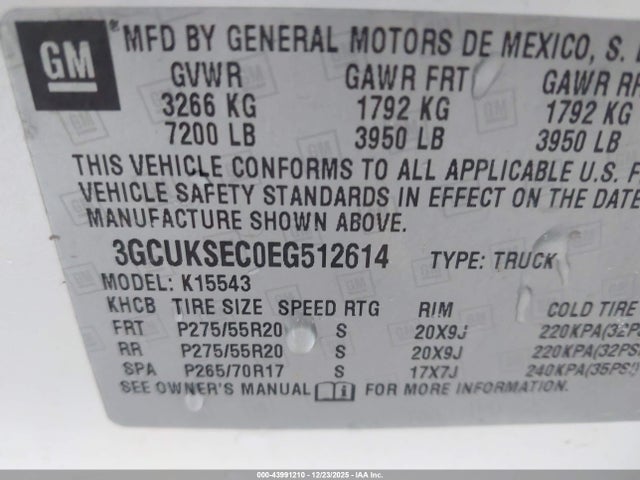 GM
® MFD BY GENERAL MOTORS DE MEXICO, S.
GVWR GAWR FRT GAWR RR
3266 KG 1792 KG 1792 KG
7200 LB 3950 LB 3950 LB
THIS VEHICLE CONFORMS TO ALL APPLICABLE U.S.
VEHICLE SAFETY STANDARDS IN EFFECT ON THE DATE
MANUFACTURE SHOWN ABOVE.
3GCUKSEC0EG512614 TYPE: TRUCK
MODEL: K15543
KHCB TIRE SIZE SPEED RTG RIM COLD TIRE
FRT P275/55R20 S 20X9J 220KPA(32PS
RR P275/55R20 S 20X9J 220KPA(32PS
SPA P265/70R17 S 17X7J 240KPA(35PSI)
SEE OWNER'S MANUAL FOR MORE INFORMATION.
000-43991210 - 12/23/2025 - IAAI.com